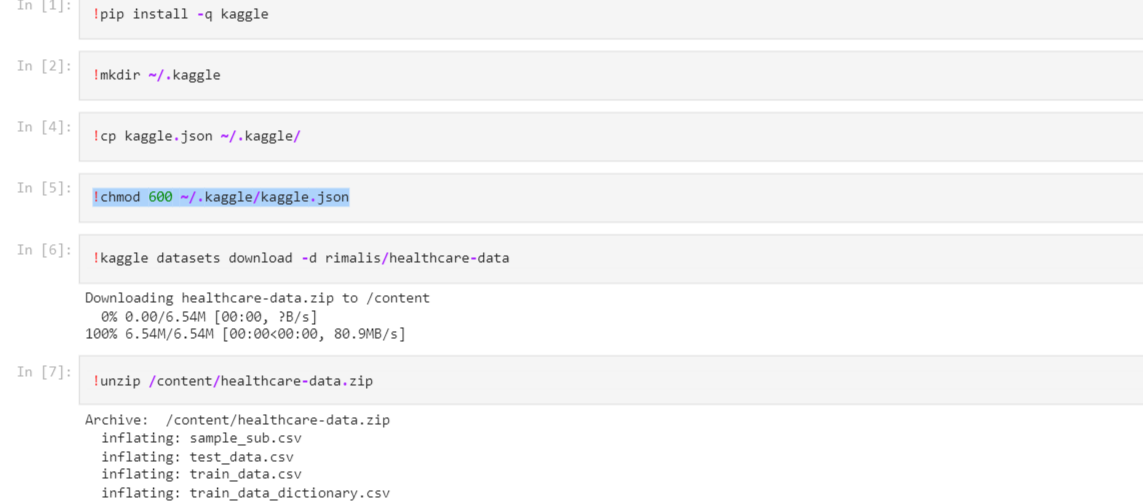 In [1]:
!pip install -q kaggle
In [2]:
!mkdir ~/.kaggle
In [4]:
!cp kaggle.json ~/.kaggle/
In [5]:
!chmod 600 ~/.kaggle/kaggle.json
In [6]:
!kaggle datasets download -d rimalis/healthcare-data
Downloading healthcare-data.zip to /content
  0% 0.00/6.54M [00:00, ?B/s]
100% 6.54M/6.54M [00:00<00:00, 80.9MB/s]
In [7]:
!unzip /content/healthcare-data.zip
Archive:  /content/healthcare-data.zip
  inflating: sample_sub.csv
  inflating: test_data.csv
  inflating: train_data.csv
  inflating: train_data_dictionary.csv